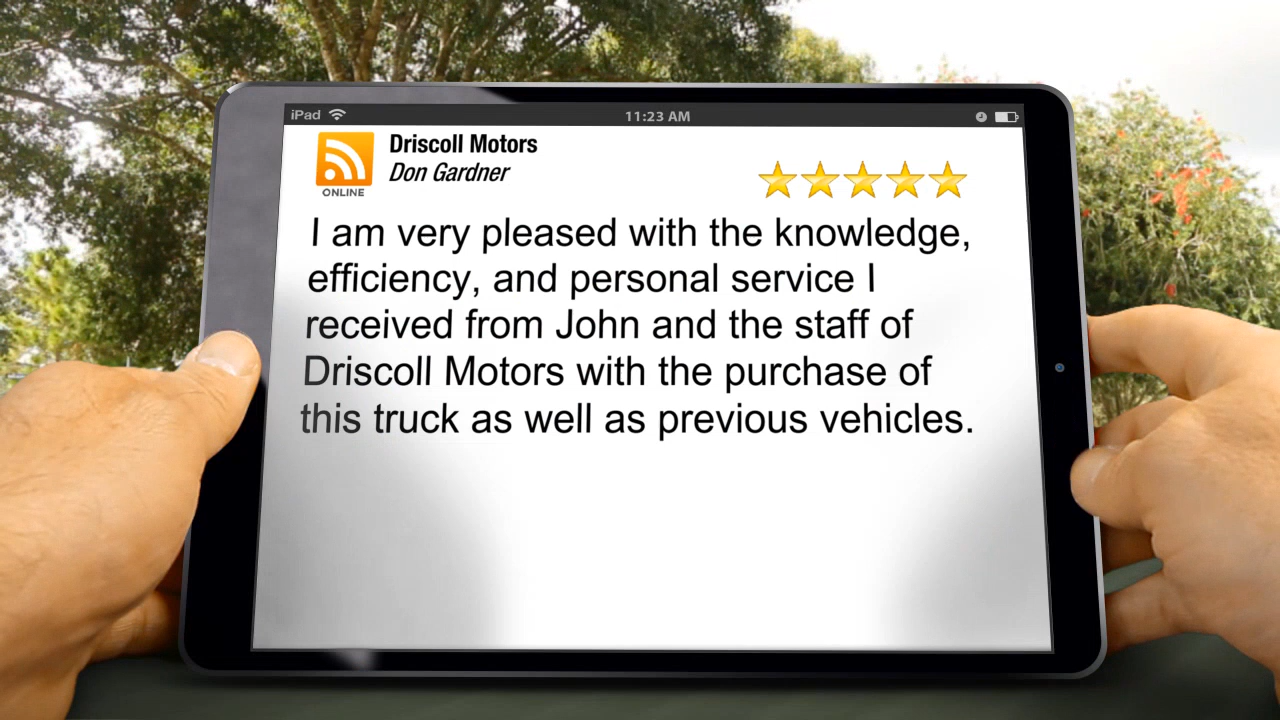 iPad 11:23 AM
Driscoll Motors
Don Gardner
ONLINE
I am very pleased with the knowledge,
efficiency, and personal service I
received from John and the staff of
Driscoll Motors with the purchase of
this truck as well as previous vehicles.